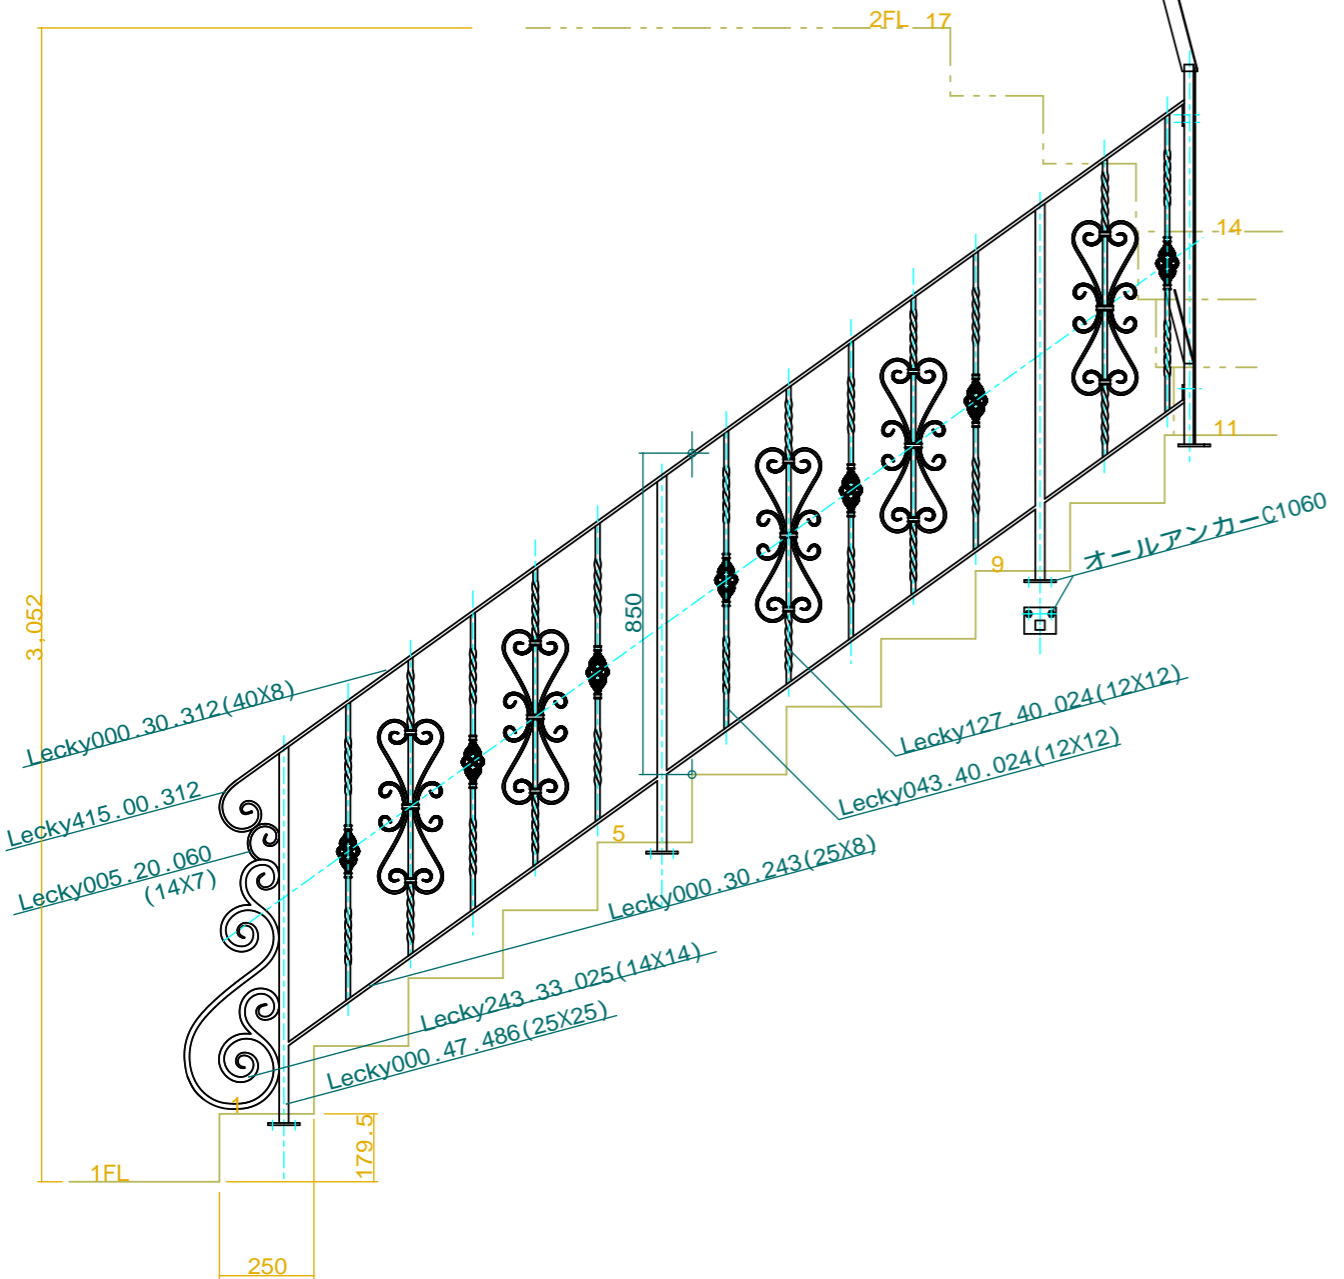 2FL 17
14
11
オールアンカーC1060
9
3,052
850
Lecky000.30.312(40X8)
Lecky127.40.024(12X12)
Lecky043.40.024(12X12)
Lecky415.00.312
5
Lecky005.20.060
(14X7)
Lecky000.30.243(25X8)
Lecky243.33.025(14X14)
Lecky000.47.486(25X25)
1
179.5
1FL
250